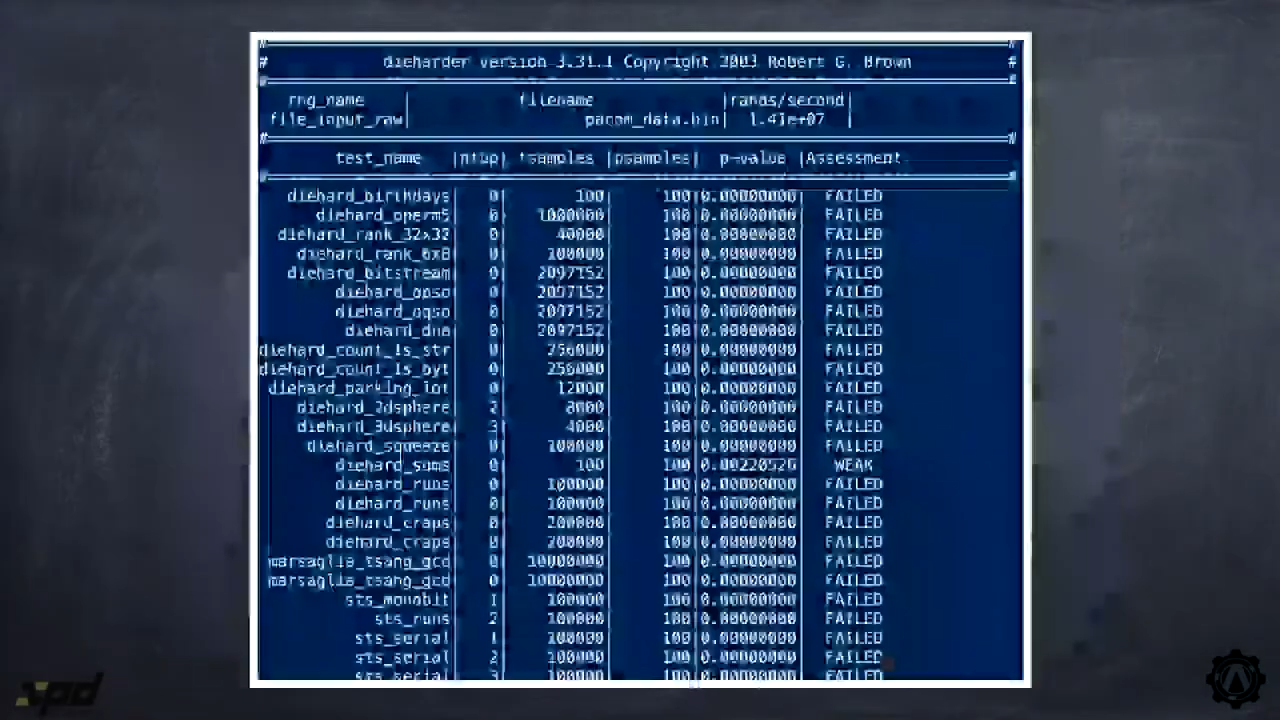 # dieharder version 3.31.1 Copyright 2003 Robert G. Brown #
rng_name | filename |rands/second|
file_input_raw| pacom_data.bin| 1.41e+07 |
test_name |ntup| tsamples |psamples| p-value |Assessment
diehard_birthdays| 0| 100| 100|0.00000000| FAILED
diehard_operm5| 0| 1000000| 100|0.00000000| FAILED
diehard_rank_32x32| 0| 40000| 100|0.00000000| FAILED
diehard_rank_6x8| 0| 100000| 100|0.00000000| FAILED
diehard_bitstream| 0| 2097152| 100|0.00000000| FAILED
diehard_opso| 0| 2097152| 100|0.00000000| FAILED
diehard_oqso| 0| 2097152| 100|0.00000000| FAILED
diehard_dna| 0| 2097152| 100|0.00000000| FAILED
diehard_count_1s_str| 0| 256000| 100|0.00000000| FAILED
diehard_count_1s_byt| 0| 256000| 100|0.00000000| FAILED
diehard_parking_lot| 0| 12000| 100|0.00000000| FAILED
diehard_2dsphere| 2| 8000| 100|0.00000000| FAILED
diehard_3dsphere| 3| 4000| 100|0.00000000| FAILED
diehard_squeeze| 0| 100000| 100|0.00000000| FAILED
diehard_sums| 0| 100| 100| WEAK
diehard_runs| 0| 100000| 100|0.00000000| FAILED
diehard_runs| 0| 100000| 100|0.00000000| FAILED
diehard_craps| 0| 200000| 100|0.00000000| FAILED
diehard_craps| 0| 200000| 100|0.00000000| FAILED
marsaglia_tsang_gcd| 0| 10000000| 100|0.00000000| FAILED
marsaglia_tsang_gcd| 0| 10000000| 100|0.00000000| FAILED
sts_monobit| 1| 100000| 100|0.00000000| FAILED
sts_runs| 2| 100000| 100|0.00000000| FAILED
sts_serial| 1| 100000| 100|0.00000000| FAILED
sts_serial| 2| 100000| 100|0.00000000| FAILED
sts_serial| 3| 100000| 100|0.00000000| FAILED
xpd